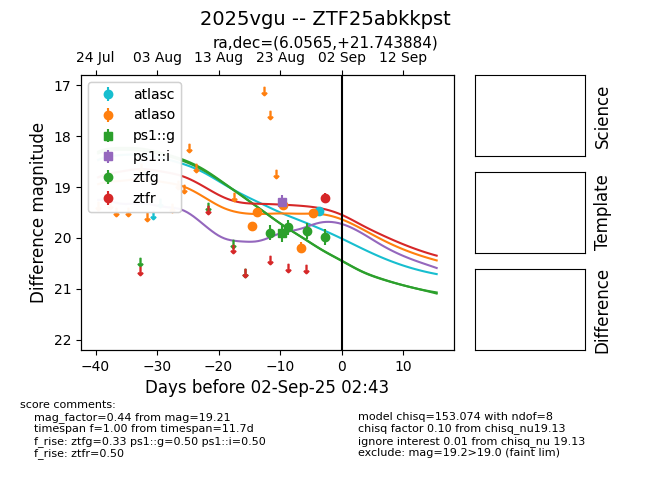 2025vgu -- ZTF25abkkpst
ra,dec=(6.0565,+21.743884)
24 Jul 03 Aug 13 Aug 23 Aug 02 Sep 12 Sep
17
18
19
20
21
22
Difference magnitude
atlasc
atlaso
ps1::g
ps1::i
ztfg
ztfr
−40 −30 −20 −10 0 10
Days before 02-Sep-25 02:43
Science
Template
Difference
score comments:
mag_factor=0.44 from mag=19.21
timespan f=1.00 from timespan=11.7d
f_rise: ztfg=0.33 ps1::g=0.50 ps1::i=0.50
f_rise: ztfr=0.50
model chisq=153.074 with ndof=8
chisq factor 0.10 from chisq_nu19.13
ignore interest 0.01 from chisq_nu 19.13
exclude: mag=19.2>19.0 (faint lim)